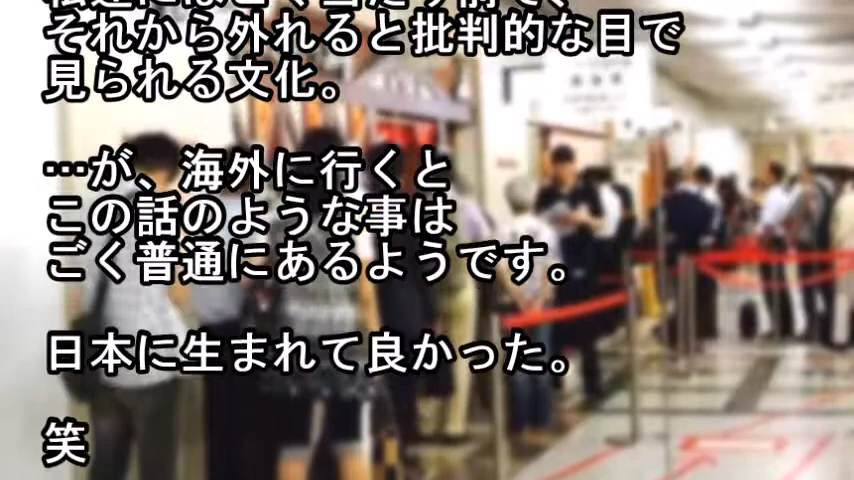 それから外れると批判的な目で
見られる文化。
…が、海外に行くと
この話のような事は
ごく普通にあるようです。
日本に生まれて良かった。
笑